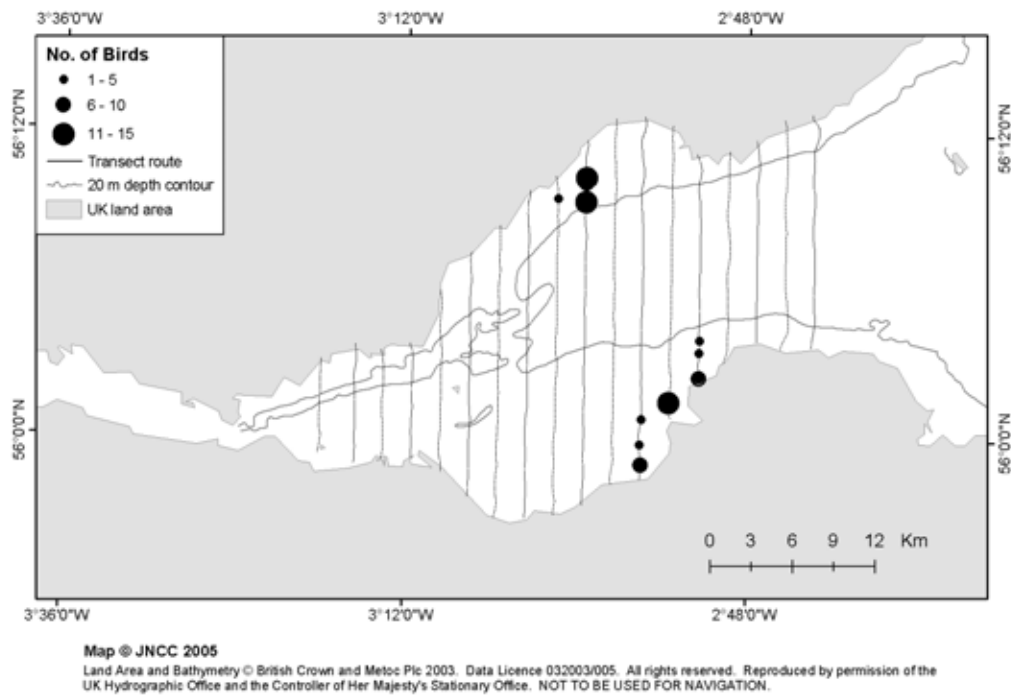 3°36'0"W 3°12'0"W 2°48'0"W
No. of Birds
1 - 5
6 - 10
11 - 15
Transect route
20 m depth contour
UK land area
56°12'0"N
56°12'0"N
56°0'0"N
56°0'0"N
0 3 6 9 12 Km
3°36'0"W 3°12'0"W 2°48'0"W
Map © JNCC 2005
Land Area and Bathymetry © British Crown and Metoc Plc 2003. Data Licence 032003/005. All rights reserved. Reproduced by permission of the
UK Hydrographic Office and the Controller of Her Majesty's Stationary Office. NOT TO BE USED FOR NAVIGATION.